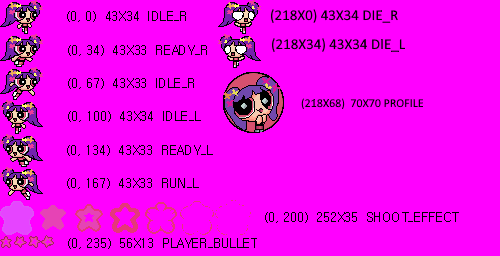 (0, 0) 43X34 IDLE_R
(218X0) 43X34 DIE_R
(0, 34) 43X33 READY_R
(218X34) 43X34 DIE_L
(0, 67) 43X33 IDLE_R
(218X68) 70X70 PROFILE
(0, 100) 43X34 IDLE_L
(0, 134) 43X33 READY_L
(0, 167) 43X33 RUN_L
(0, 200) 252X35 SHOOT_EFFECT
(0, 235) 56X13 PLAYER_BULLET